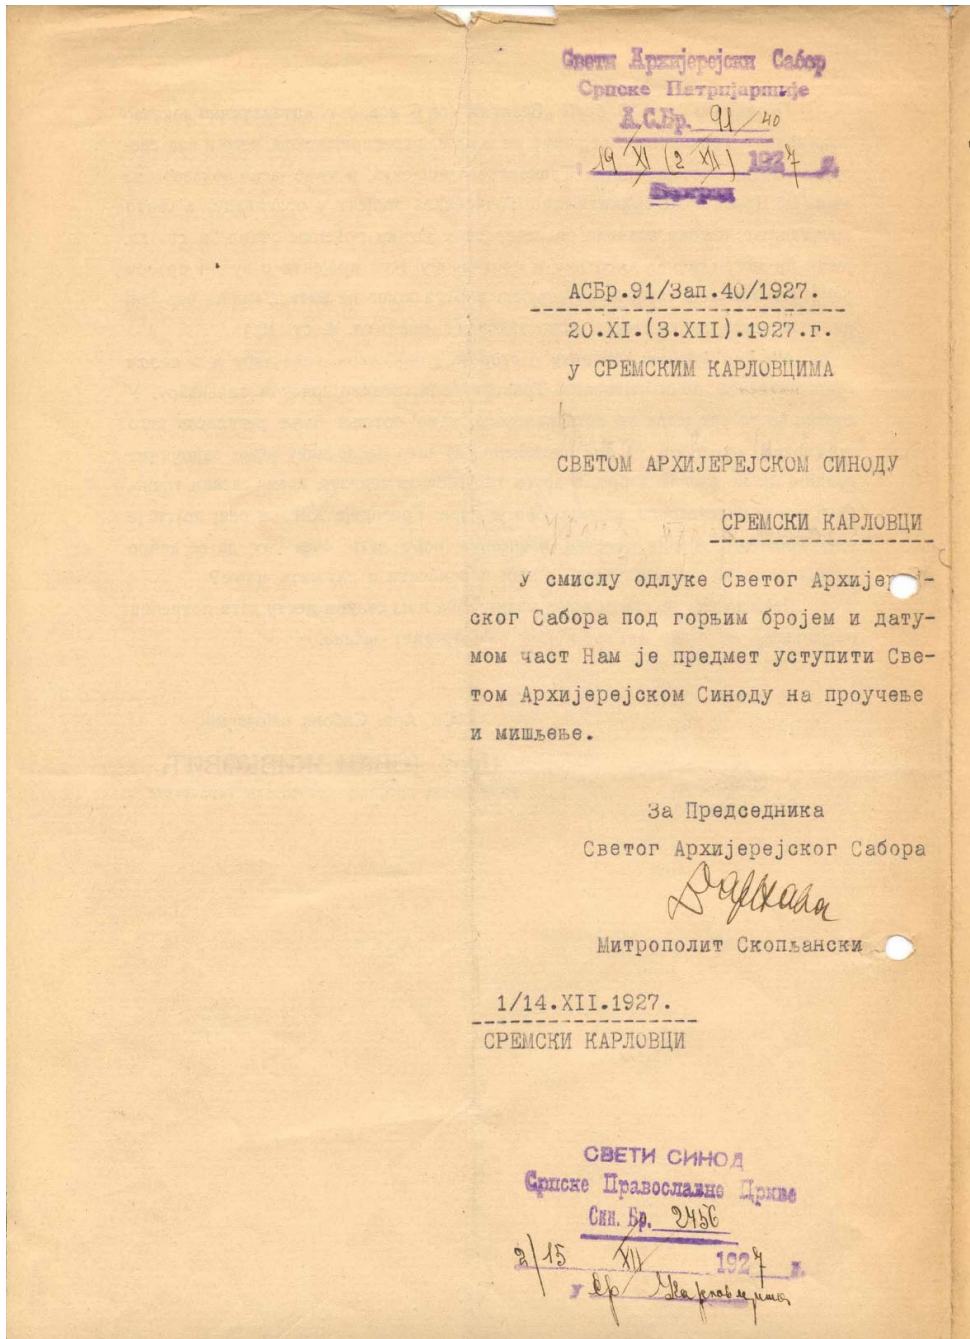 Свети Архијерејски Сабор
Српске Патријаршије
А.С.Бр. 91/40
19 XI (2 XII) 1927 г.
Београд
АСБр.91/Зап.40/1927.
20.XI.(3.XII).1927.г.
у СРЕМСКИМ КАРЛОВЦИМА
СВЕТОМ АРХИЈЕРЕЈСКОМ СИНОДУ
СРЕМСКИ КАРЛОВЦИ
У смислу одлуке Светог Архијереј-
ског Сабора под горњим бројем и дату-
мом част Нам је предмет уступити Све-
том Архијерејском Синоду на проучење
и мишљење.
За Председника
Светог Архијерејског Сабора
Варнава
Митрополит Скопљански
1/14.XII.1927.
СРЕМСКИ КАРЛОВЦИ
СВЕТИ СИНОД
Српске Православне Цркве
Син. Бр. 2456
2/15 XII 1927 г.
у Ср Карловцима